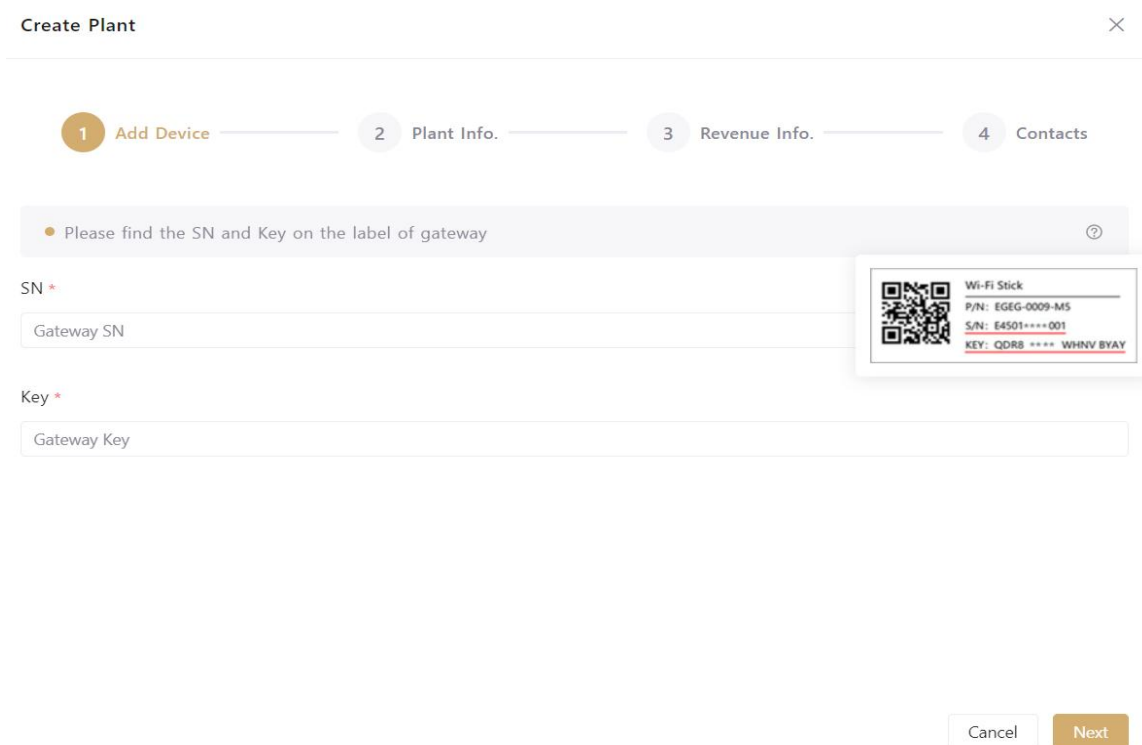 Create Plant
1 Add Device
2 Plant Info.
3 Revenue Info.
4 Contacts
Please find the SN and Key on the label of gateway
SN *
Gateway SN
Wi-Fi Stick
P/N: EGEG-0009-M5
S/N: E4501****001
KEY: QDR8 **** WHNV BYAY
Key *
Gateway Key
Cancel
Next